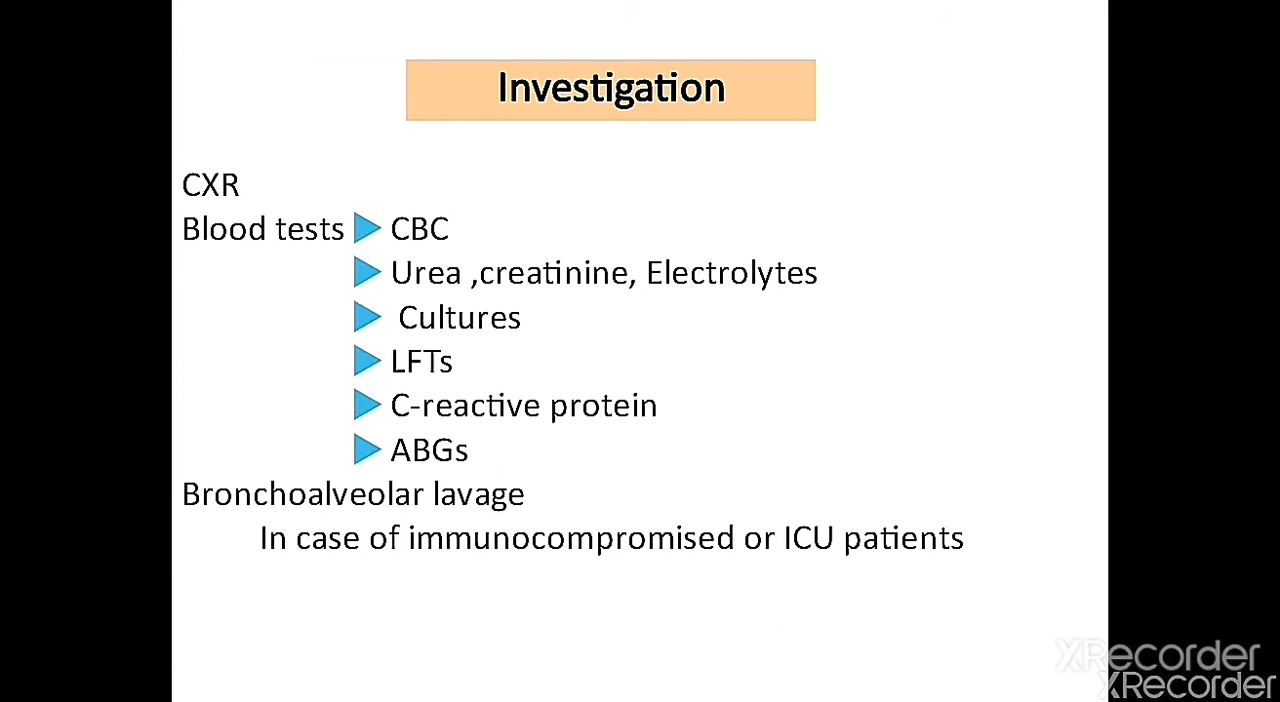 Investigation
CXR
Blood tests CBC
Urea ,creatinine, Electrolytes
Cultures
LFTs
C-reactive protein
ABGs
Bronchoalveolar lavage
In case of immunocompromised or ICU patients
XRecorder
XRecorder